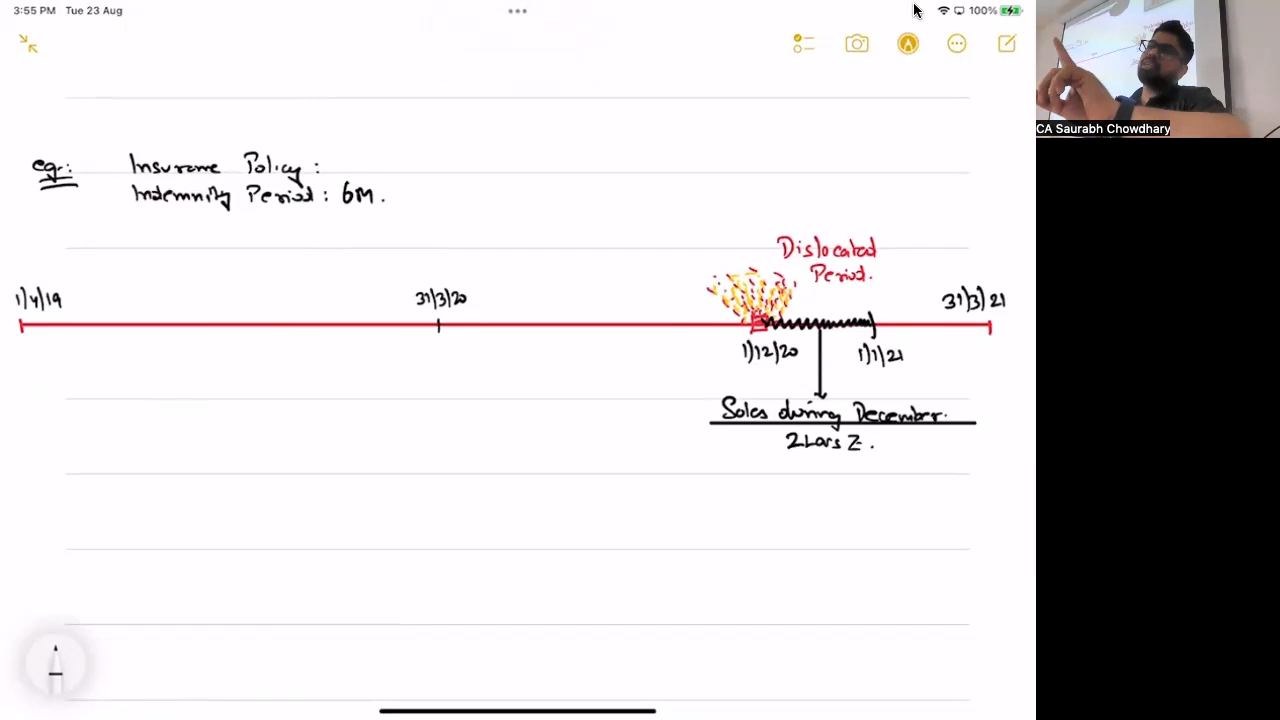 3:55 PM Tue 23 Aug
100%
CA Saurabh Chowdhary
eg:
Insurance Policy :
Indemnity Period : 6M.
Dislocated
Period.
1/4/19
31/3/20
31/3/21
1/12/20
1/1/21
Sales during December.
2